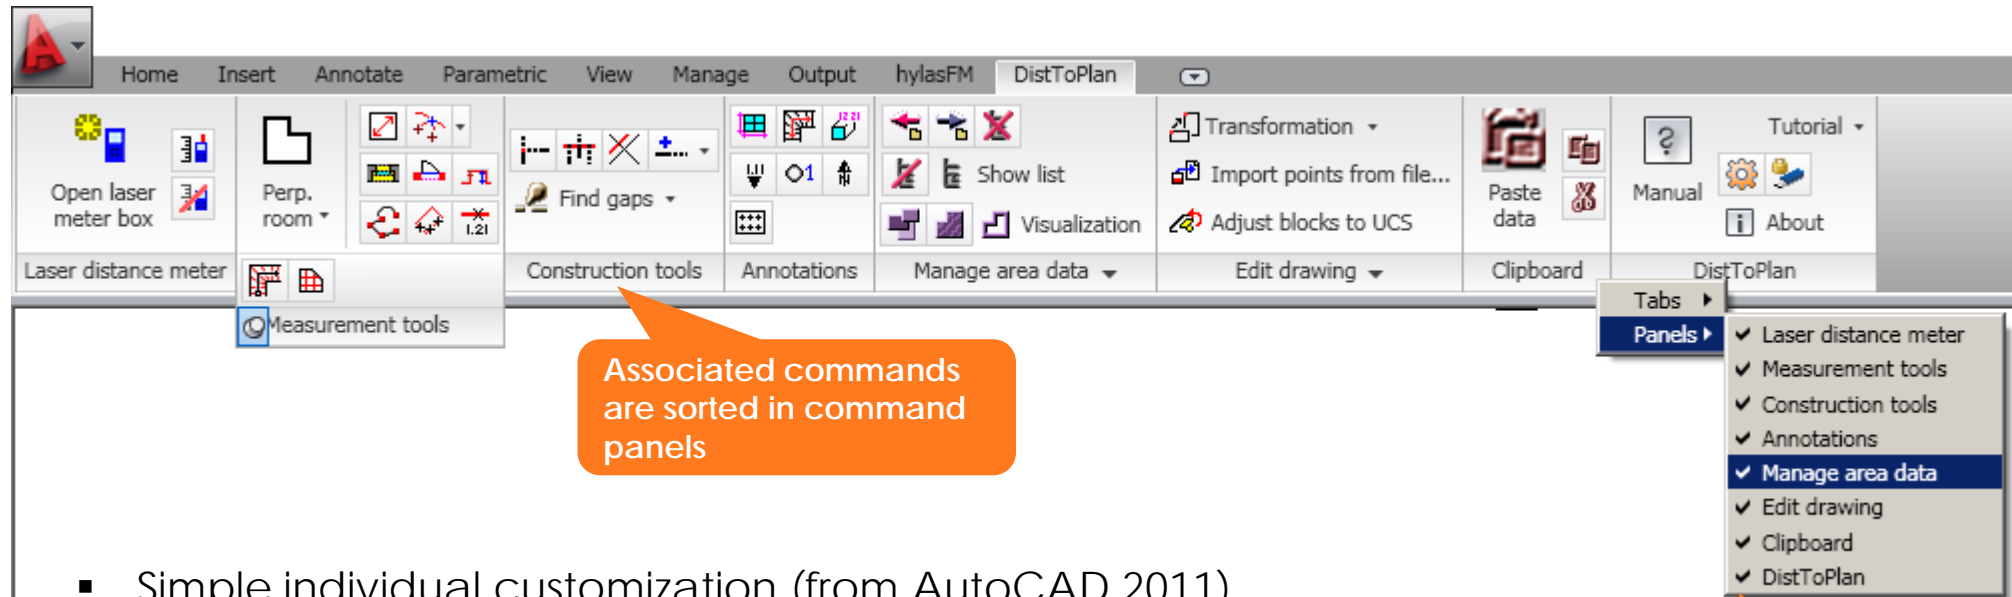 Home Insert Annotate Parametric View Manage Output hylasFM DistToPlan
Open laser
meter box
Laser distance meter
Perp.
room
1.21
Measurement tools
Find gaps
Construction tools
1
Annotations
Show list
Visualization
Manage area data
Transformation
Import points from file...
Adjust blocks to UCS
Edit drawing
Paste
data
Clipboard
?
Manual
Tutorial
i About
DistToPlan
Tabs
Panels
Laser distance meter
Measurement tools
Construction tools
Annotations
Manage area data
Edit drawing
Clipboard
DistToPlan
Associated commands
are sorted in command
panels
▪ Simple individual customization (from AutoCAD 2011)